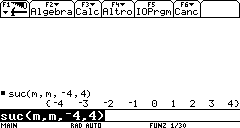 F1 F2 F3 F4 F5 F6
Algebra Calc Altro IOPrgm Canc
suc(m,m,-4,4)
{-4 -3 -2 -1 0 1 2 3 4}
suc(m,m,-4,4)
MAIN RAD AUTO FUNZ 1/30